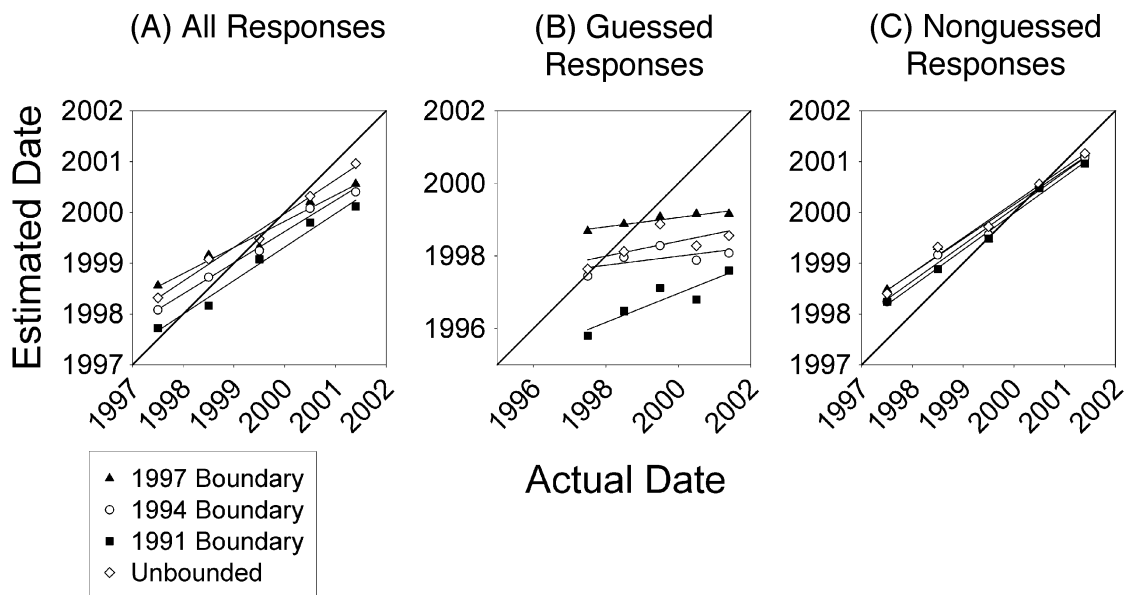 (A) All Responses
(B) Guessed
Responses
(C) Nonguessed
Responses
Estimated Date
2002
2001
2000
1999
1998
1997
1997
1998
1999
2000
2001
2002
2002
2000
1998
1996
1996
1998
2000
2002
2002
2001
2000
1999
1998
1997
1997
1998
1999
2000
2001
2002
Actual Date
1997 Boundary
1994 Boundary
1991 Boundary
Unbounded